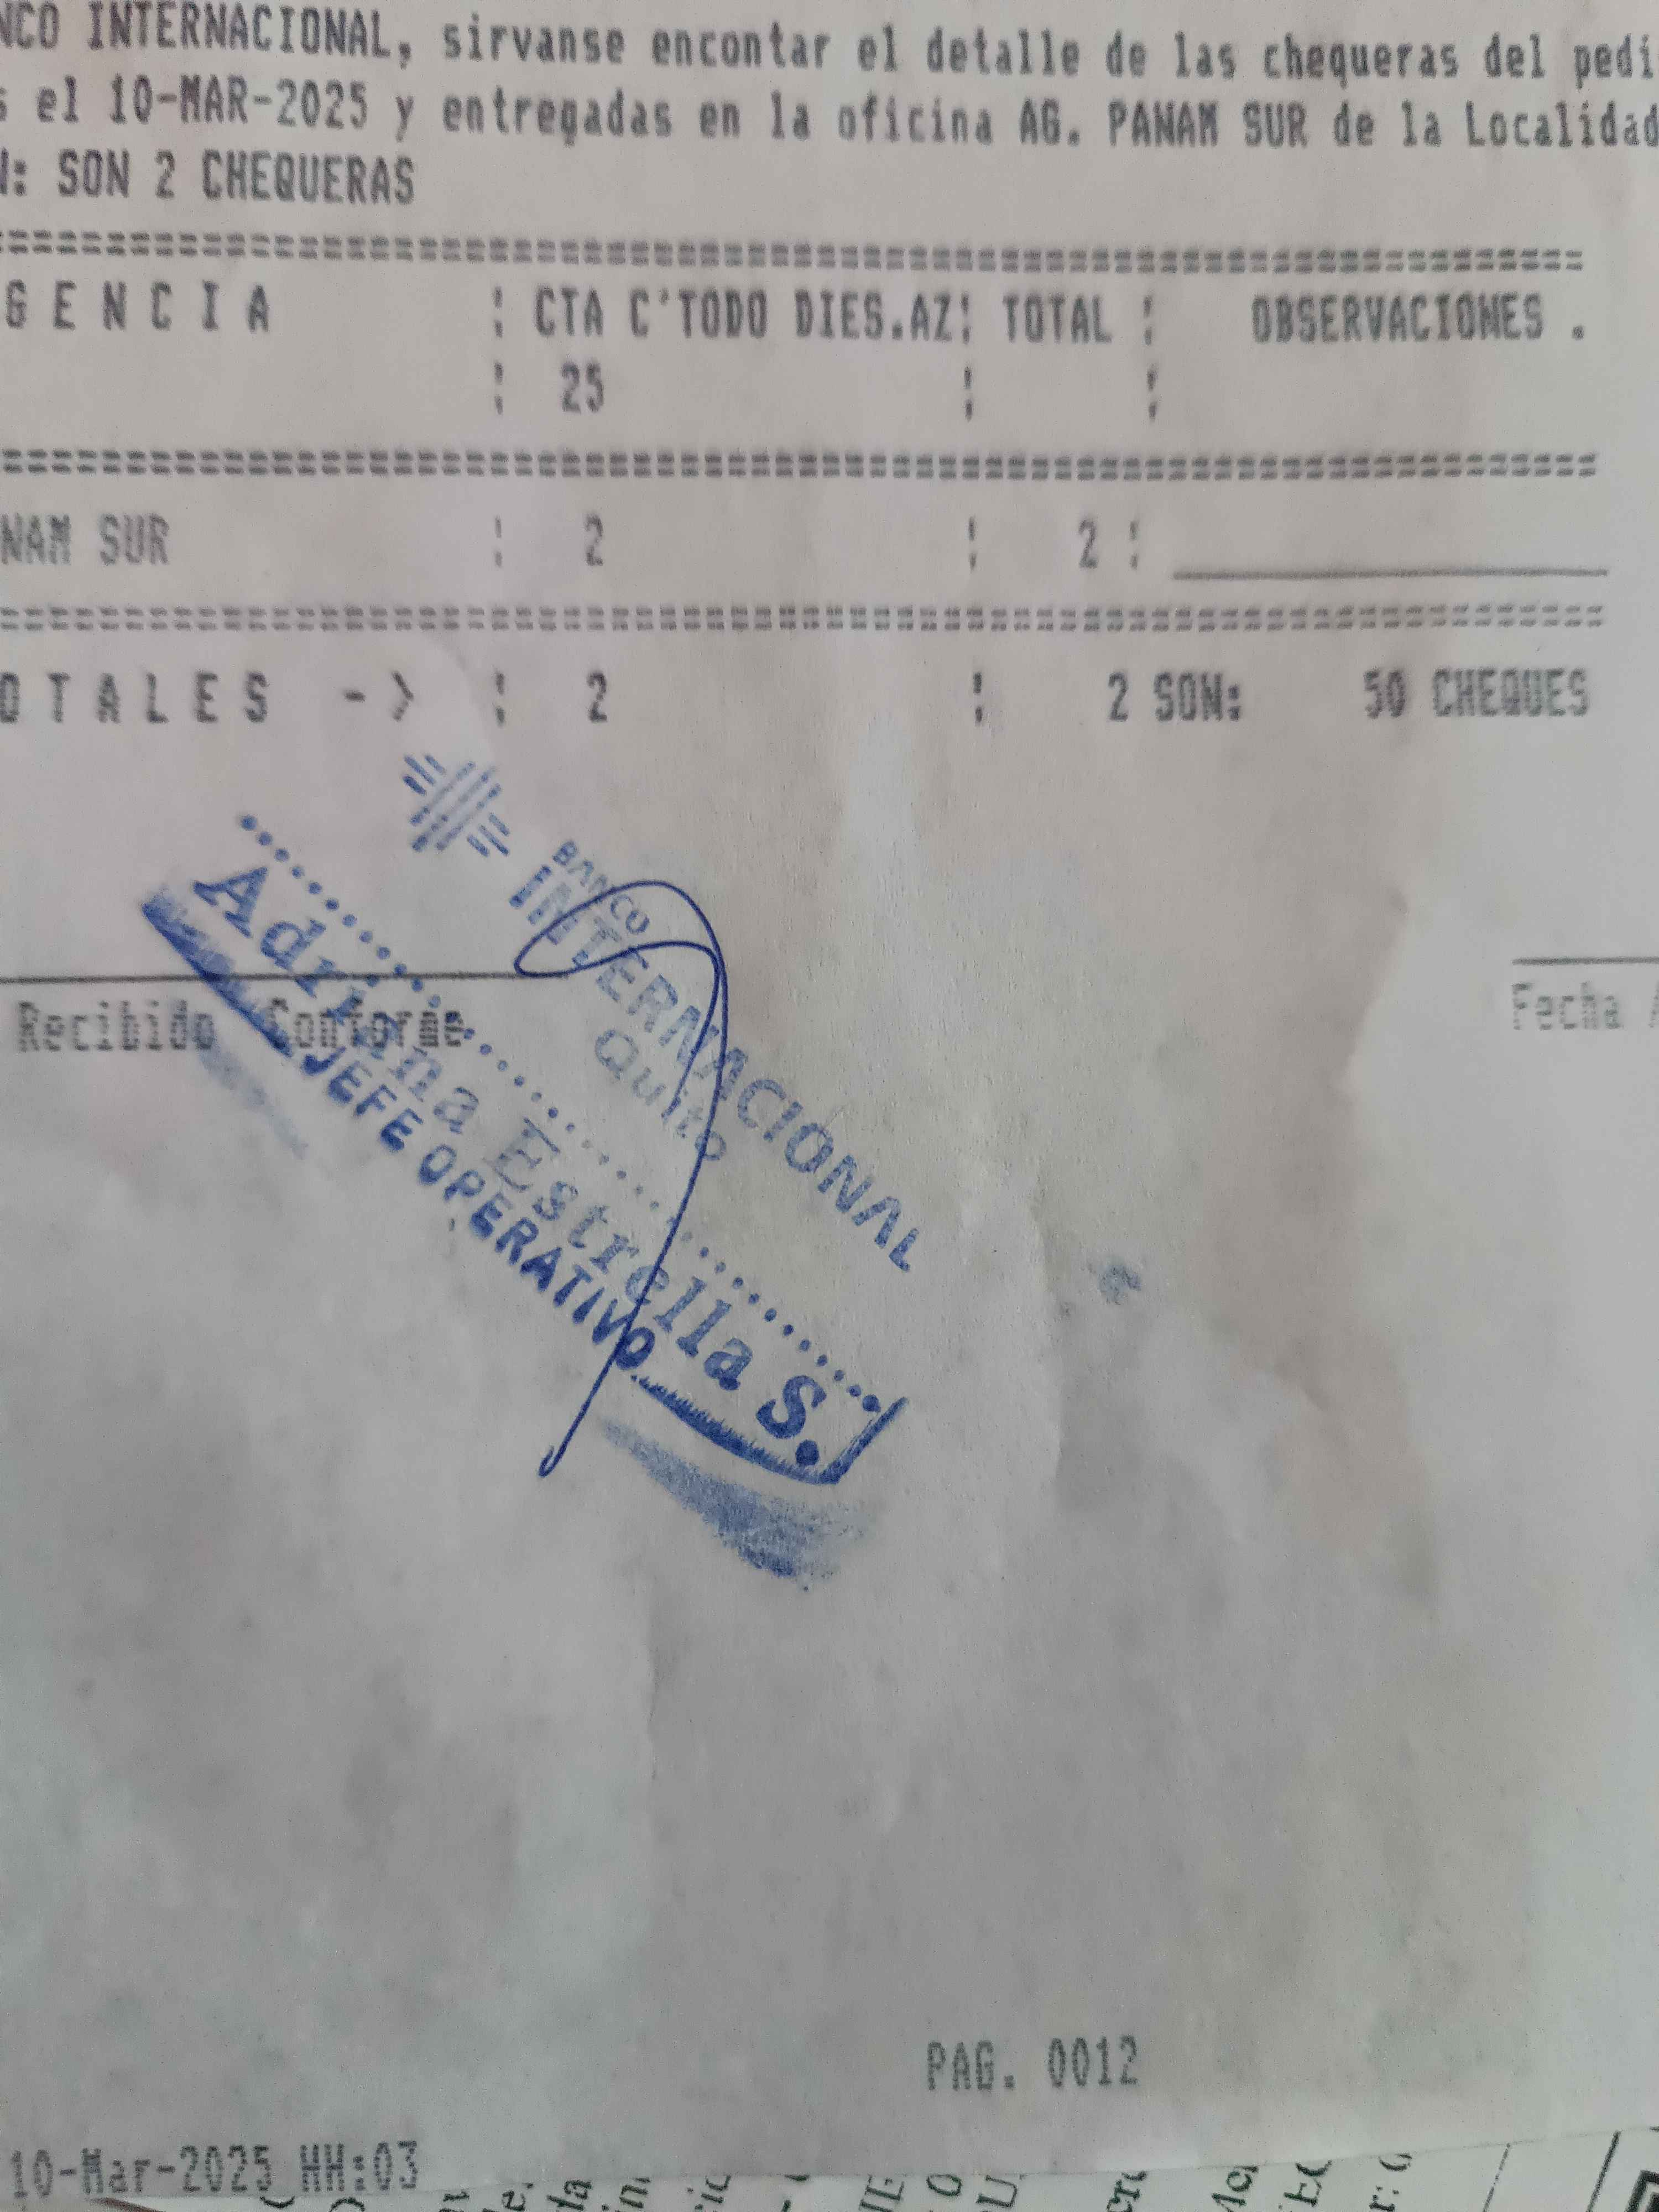 NCO INTERNACIONAL, sirvanse encontar el detalle de las chequeras del pedi
s el 10-MAR-2025 y entregadas en la oficina AG. PANAM SUR de la Localidad
N: SON 2 CHEQUERAS
GENCIA ¦ CTA C'TODO DIES.AZ¦ TOTAL ¦ OBSERVACIONES .
¦ 25 ¦ ¦
NAM SUR ¦ 2 ¦ 2 ¦
OTALES -> ¦ 2 ¦ 2 SON: 50 CHEQUES
BANCO
INTERNACIONAL
Quito
Adriana Estrella S.
JEFE OPERATIVO
Recibido Conforme
Fecha
PAG. 0012
10-Mar-2025 HH:03